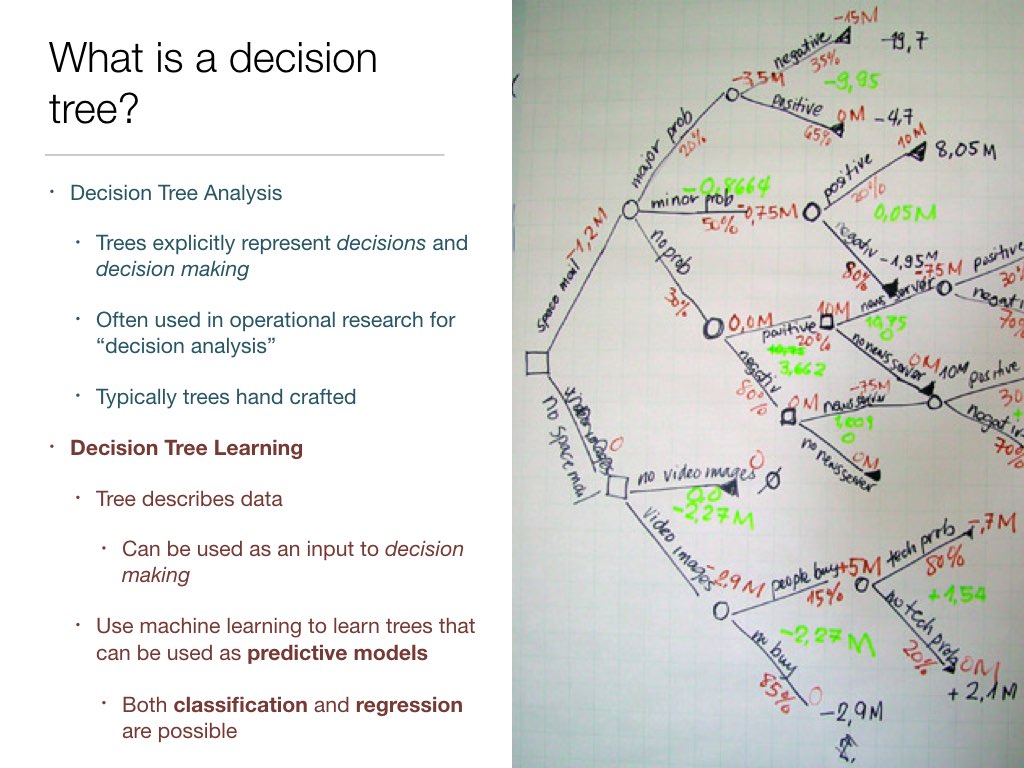 What is a decision
tree?
• Decision Tree Analysis
• Trees explicitly represent decisions and
decision making
• Often used in operational research for
“decision analysis”
• Typically trees hand crafted
• Decision Tree Learning
• Tree describes data
• Can be used as an input to decision
making
• Use machine learning to learn trees that
can be used as predictive models
• Both classification and regression
are possible
-15M
negative
-19,7
35%
-3,5M
-9,95
positive
0M
-4,7
65%
major prob
20%
10M
8,05M
positive
20%
0,05M
-0,8664
minor prob
-0,75M
50%
negativ
-1,95M
80%
-1,2M
space mail
no prob
30%
-75M
positive
30%
news server
negati
70%
10M
10,75
0
0,0M
positive
20%
3,662
no news server
0M
10M
positive
30
negativ
70%
negativ
80%
0M
-75M
news server
1,009
0
no news server
0M
no space mail
0
no video images
0
0,0
-2,27M
video images
-2,9M
people buy
+5M
15%
tech prob
-,7M
80%
+1,54
no tech prob
20%
0M
+2,1M
-2,27M
no buy
85%
0
-2,9M